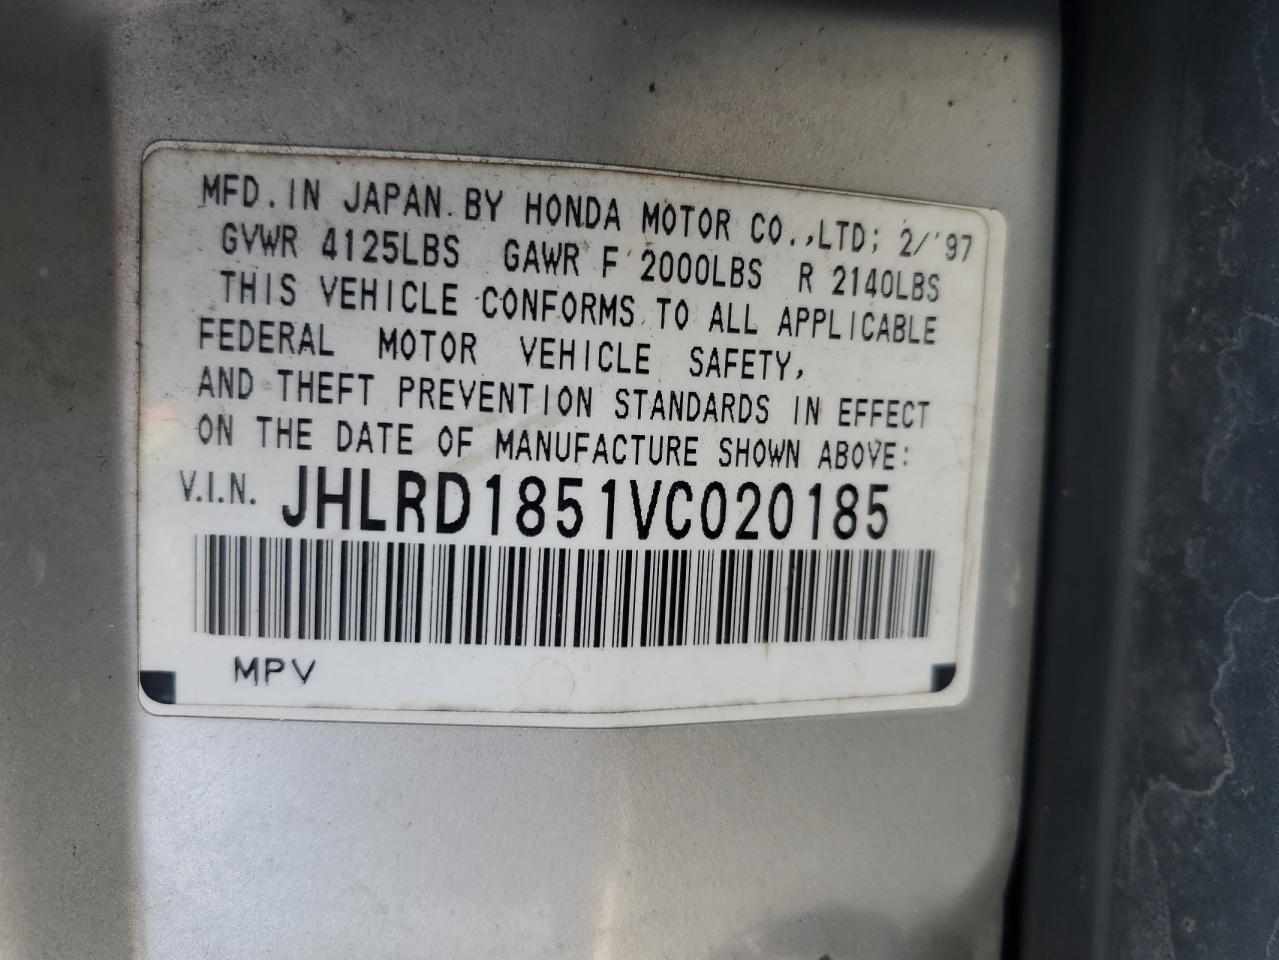 MFD. IN JAPAN. BY HONDA MOTOR CO.,LTD; 2/'97
GVWR 4125LBS GAWR F 2000LBS R 2140LBS
THIS VEHICLE CONFORMS TO ALL APPLICABLE
FEDERAL MOTOR VEHICLE SAFETY,
AND THEFT PREVENTION STANDARDS IN EFFECT
ON THE DATE OF MANUFACTURE SHOWN ABOVE:
V.I.N. JHLRD1851VC020185
MPV